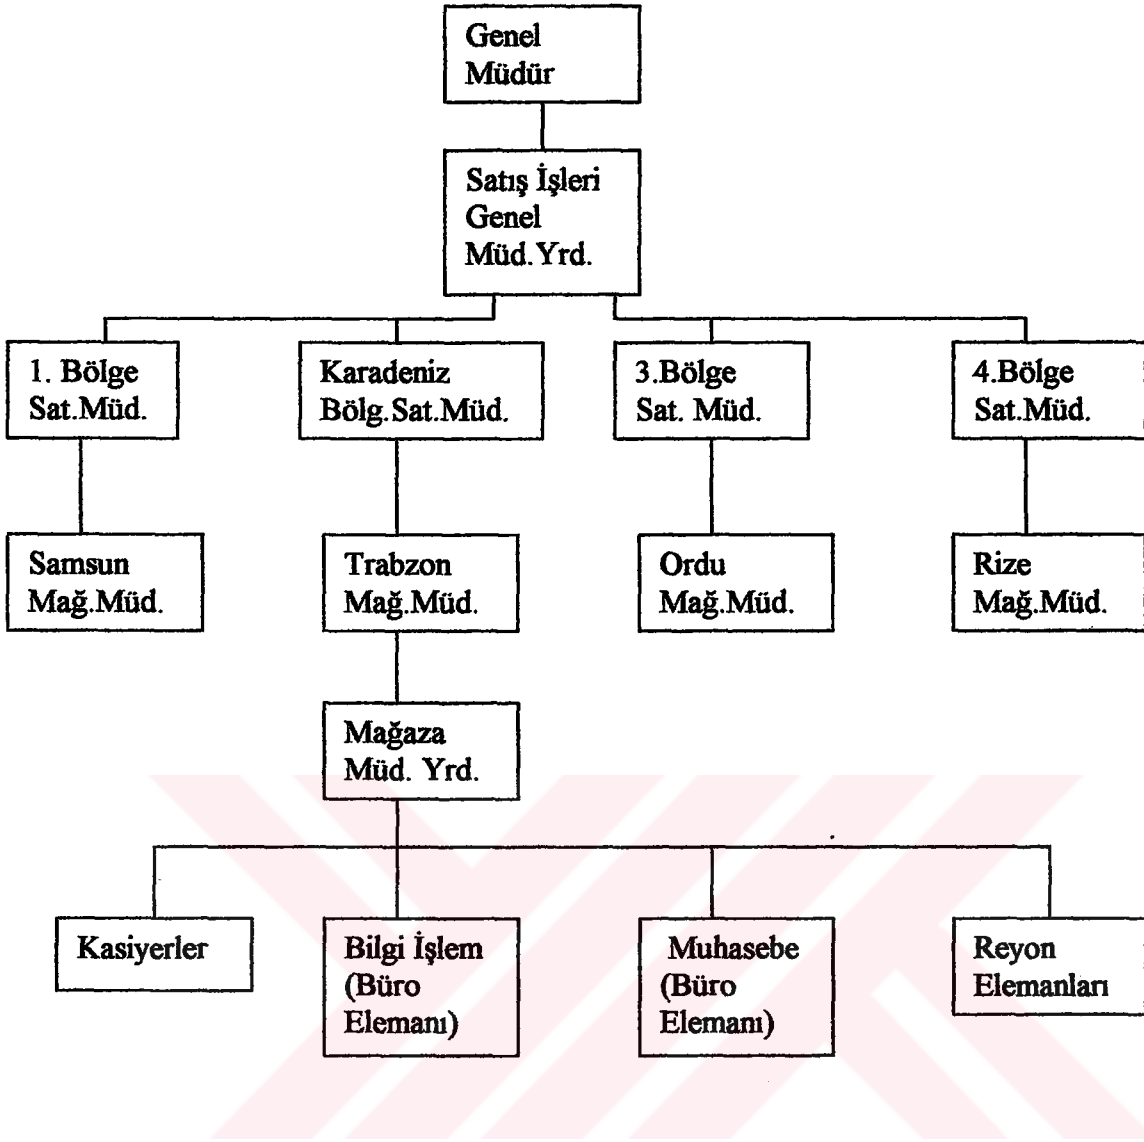 Genel
Müdür
Satış İşleri
Genel
Müd.Yrd.
1. Bölge
Sat.Müd.
Karadeniz
Bölg.Sat.Müd.
3.Bölge
Sat. Müd.
4.Bölge
Sat.Müd.
Samsun
Mağ.Müd.
Trabzon
Mağ.Müd.
Ordu
Mağ.Müd.
Rize
Mağ.Müd.
Mağaza
Müd. Yrd.
Kasiyerler
Bilgi İşlem
(Büro
Elemanı)
Muhasebe
(Büro
Elemanı)
Reyon
Elemanları